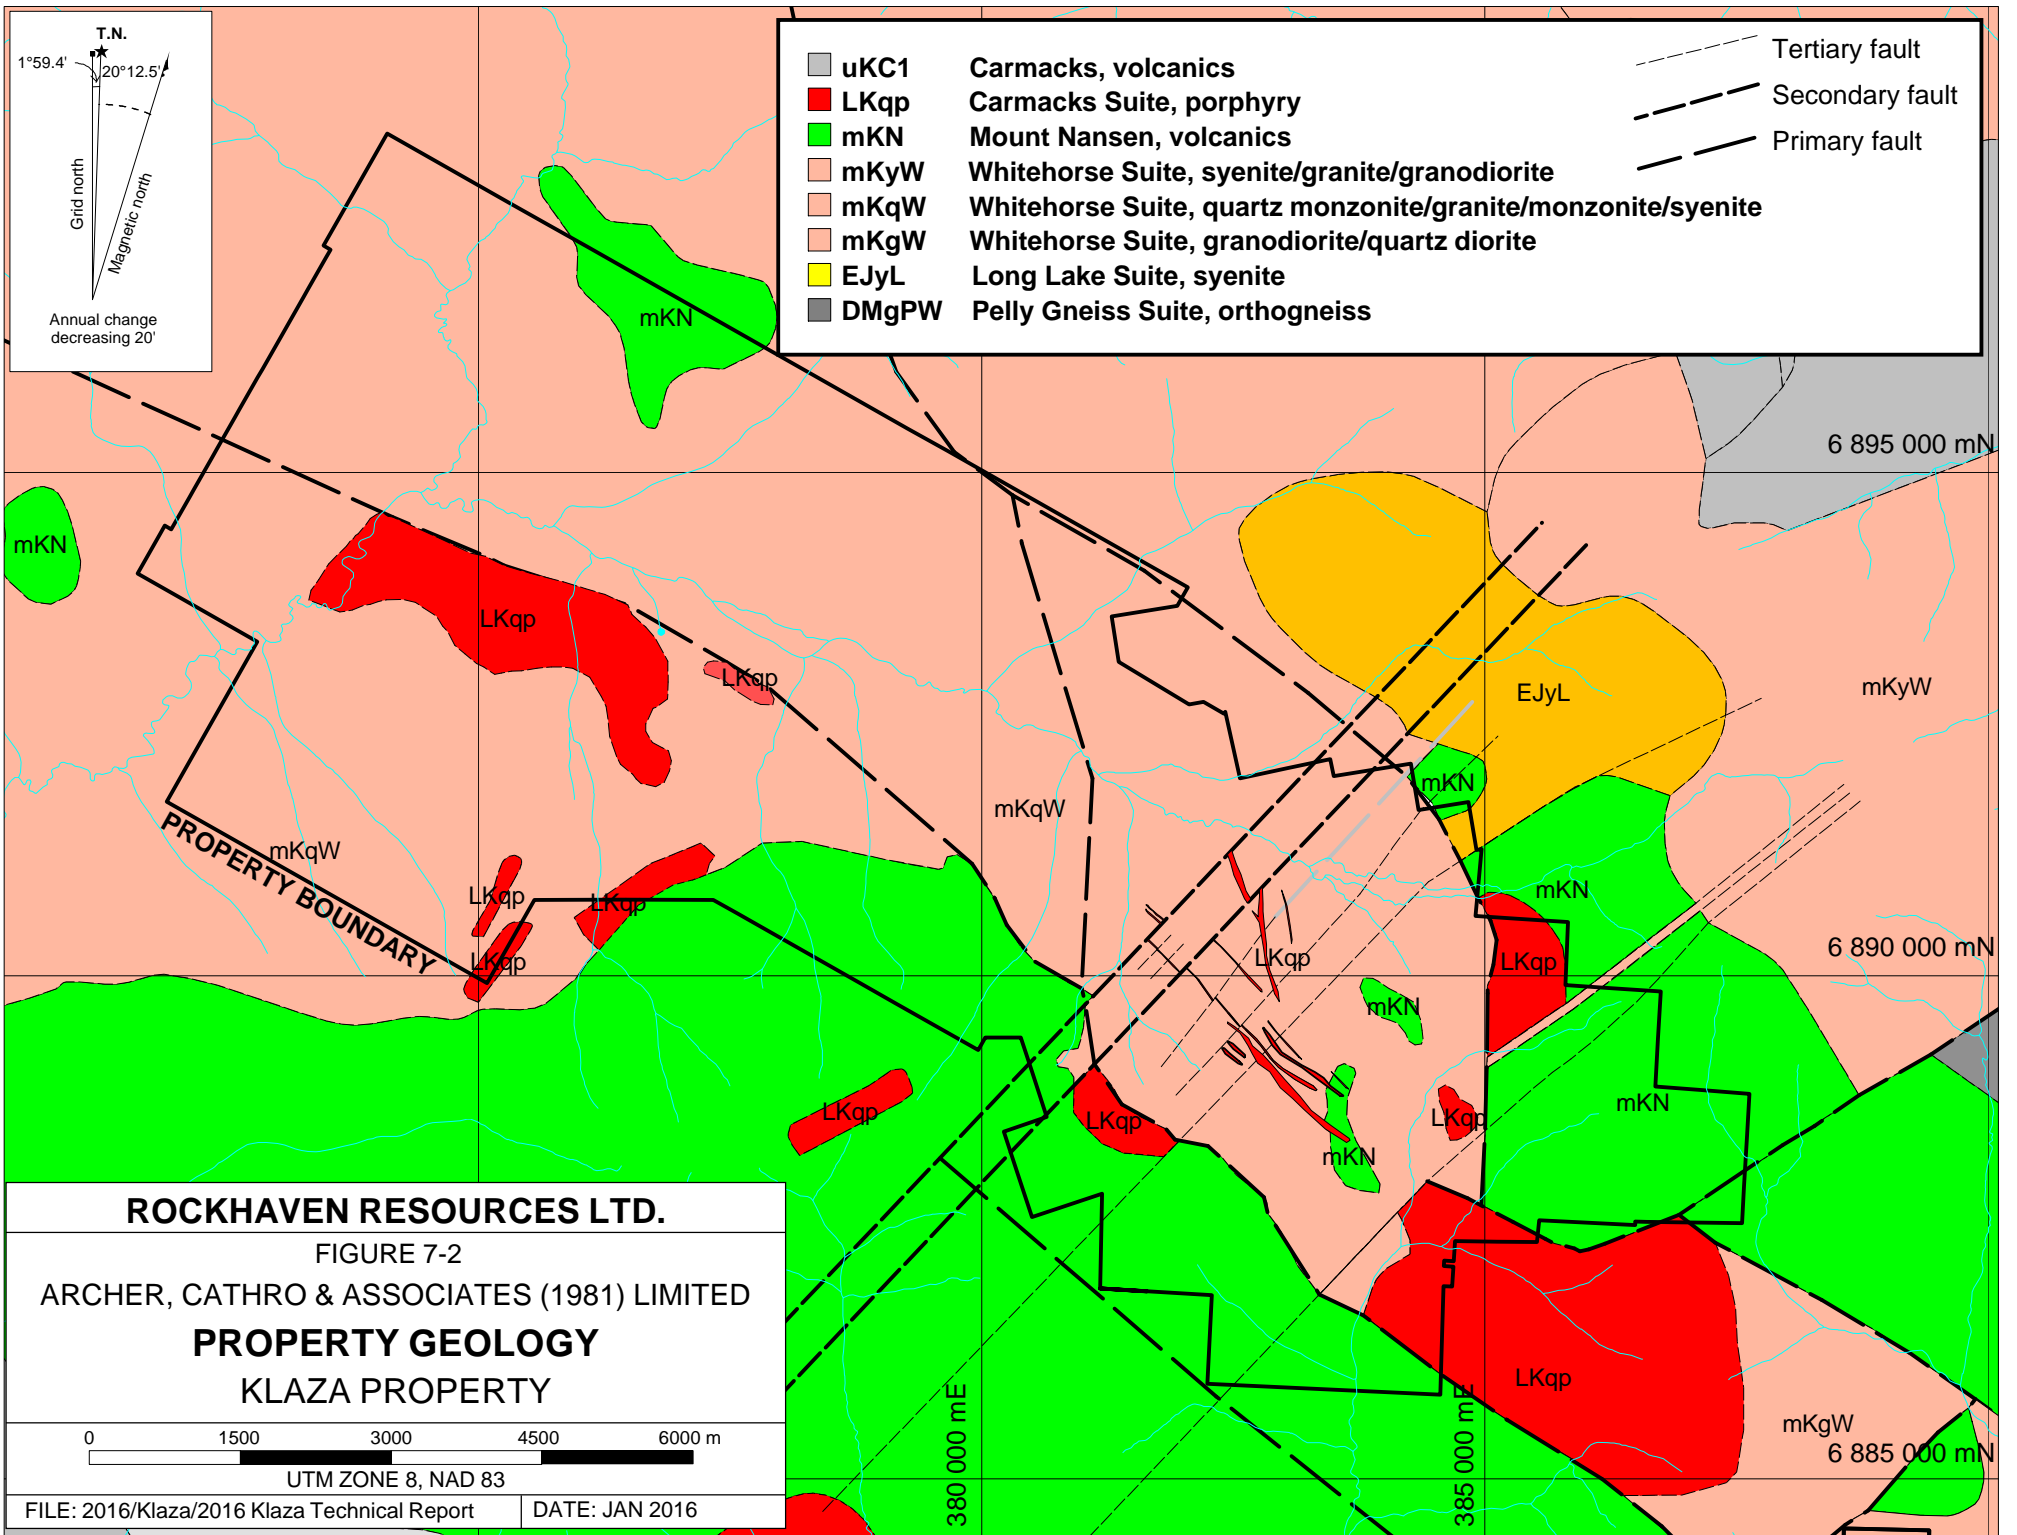 T.N.
1°59.4'
20°12.5'
Grid north
Magnetic north
Annual change
decreasing 20'
uKC1 Carmacks, volcanics
LKqp Carmacks Suite, porphyry
mKN Mount Nansen, volcanics
mKyW Whitehorse Suite, syenite/granite/granodiorite
mKqW Whitehorse Suite, quartz monzonite/granite/monzonite/syenite
mKgW Whitehorse Suite, granodiorite/quartz diorite
EJyL Long Lake Suite, syenite
DMgPW Pelly Gneiss Suite, orthogneiss
Tertiary fault
Secondary fault
Primary fault
mKN
6 895 000 mN
mKN
LKqp
LKqp
EJyL
mKyW
mKN
mKqW
mKqW
PROPERTY BOUNDARY
LKqp
LKqp
mKN
6 890 000 mN
LKqp
LKqp
LKqp
mKN
LKqp
LKqp
LKqp
mKN
mKN
LKqp
mKgW
6 885 000 mN
380 000 mE
385 000 mE
ROCKHAVEN RESOURCES LTD.
FIGURE 7-2
ARCHER, CATHRO & ASSOCIATES (1981) LIMITED
PROPERTY GEOLOGY
KLAZA PROPERTY
0 1500 3000 4500 6000 m
UTM ZONE 8, NAD 83
FILE: 2016/Klaza/2016 Klaza Technical Report
DATE: JAN 2016